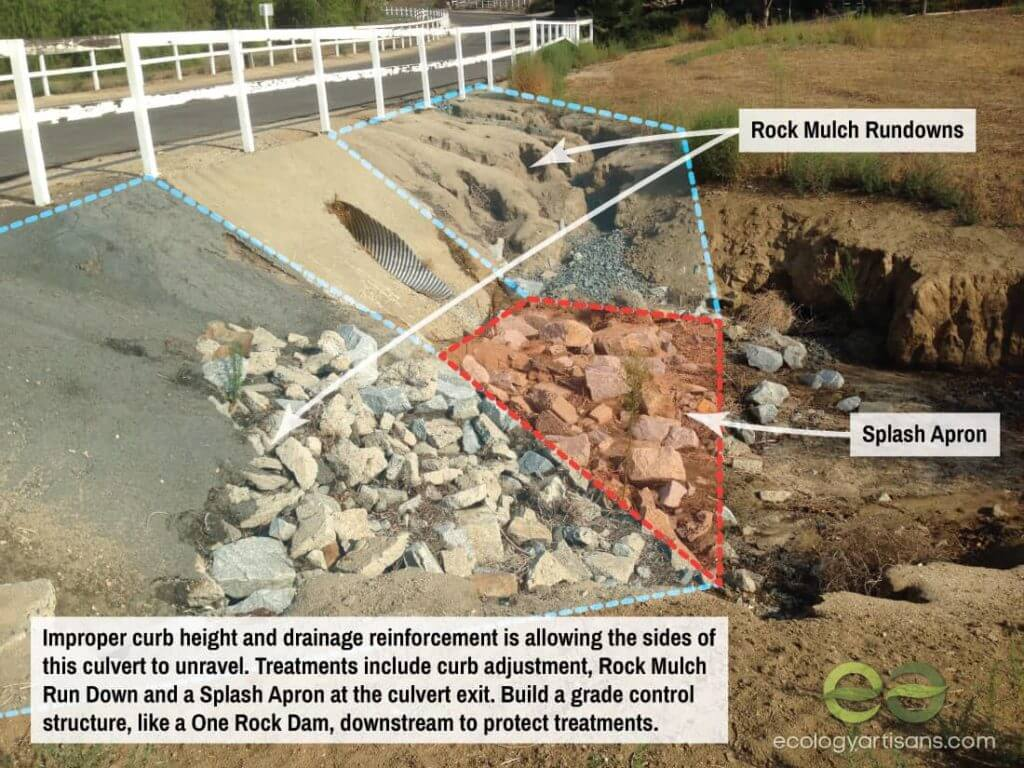 Rock Mulch Rundowns
Splash Apron
Improper curb height and drainage reinforcement is allowing the sides of
this culvert to unravel. Treatments include curb adjustment, Rock Mulch
Run Down and a Splash Apron at the culvert exit. Build a grade control
structure, like a One Rock Dam, downstream to protect treatments.
ecologyartisans.com